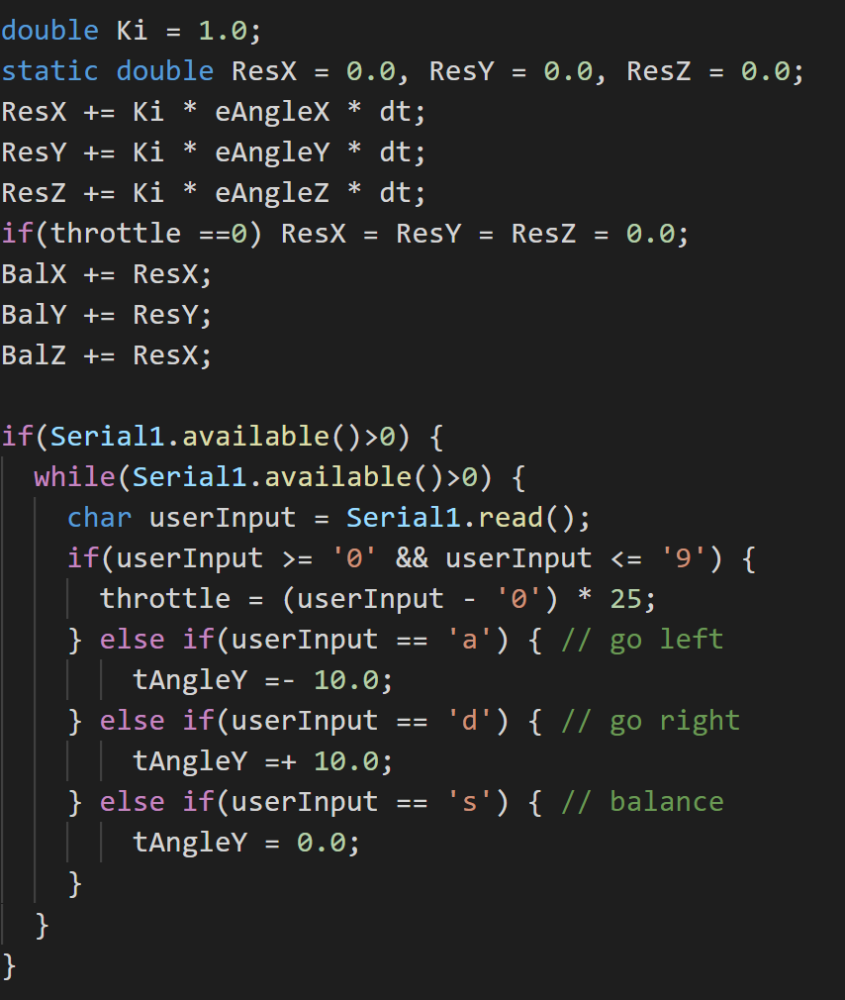 double Ki = 1.0;
static double ResX = 0.0, ResY = 0.0, ResZ = 0.0;
ResX += Ki * eAngleX * dt;
ResY += Ki * eAngleY * dt;
ResZ += Ki * eAngleZ * dt;
if(throttle ==0) ResX = ResY = ResZ = 0.0;
BalX += ResX;
BalY += ResY;
BalZ += ResX;

if(Serial1.available()>0) {
  while(Serial1.available()>0) {
    char userInput = Serial1.read();
    if(userInput >= '0' && userInput <= '9') {
      throttle = (userInput - '0') * 25;
    } else if(userInput == 'a') { // go left
        tAngleY =- 10.0;
    } else if(userInput == 'd') { // go right
        tAngleY =+ 10.0;
    } else if(userInput == 's') { // balance
        tAngleY = 0.0;
    }
  }
}